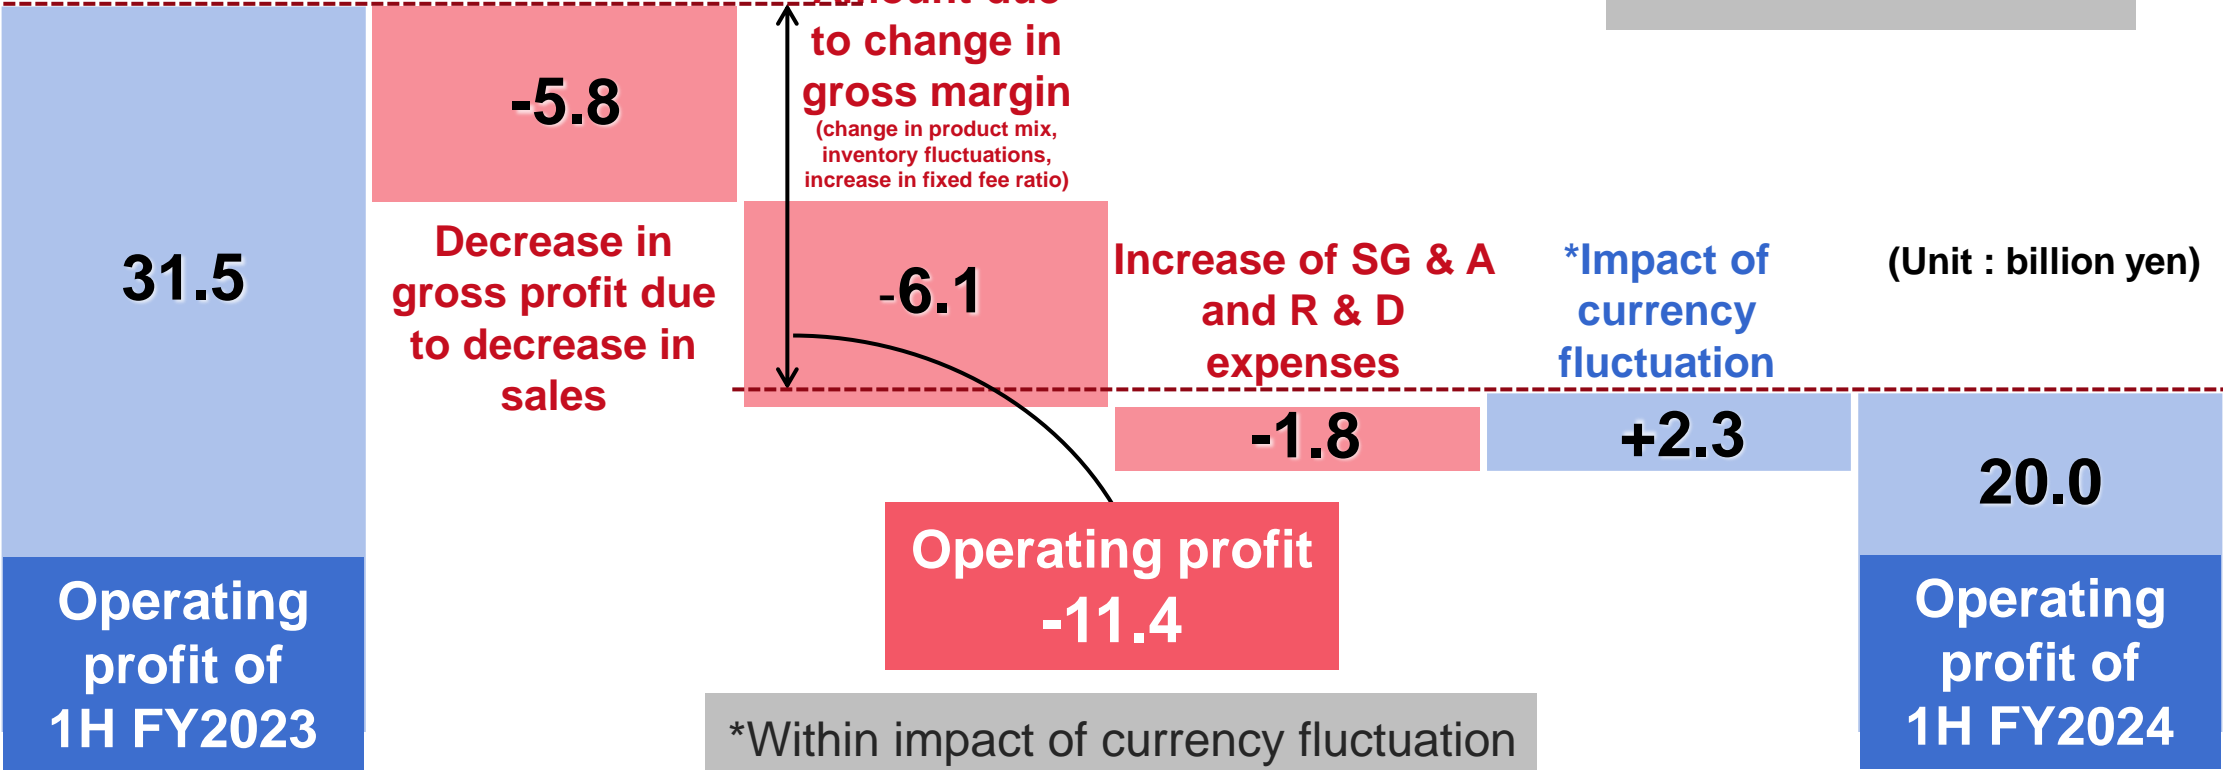 31.5
Operating
profit of
1H FY2023
-5.8
Decrease in
gross profit due
to decrease in
sales
Amount due
to change in
gross margin
(change in product mix,
inventory fluctuations,
increase in fixed fee ratio)
-6.1
Increase of SG & A
and R & D
expenses
-1.8
*Impact of
currency
fluctuation
+2.3
(Unit : billion yen)
20.0
Operating
profit of
1H FY2024
Operating profit
-11.4
*Within impact of currency fluctuation